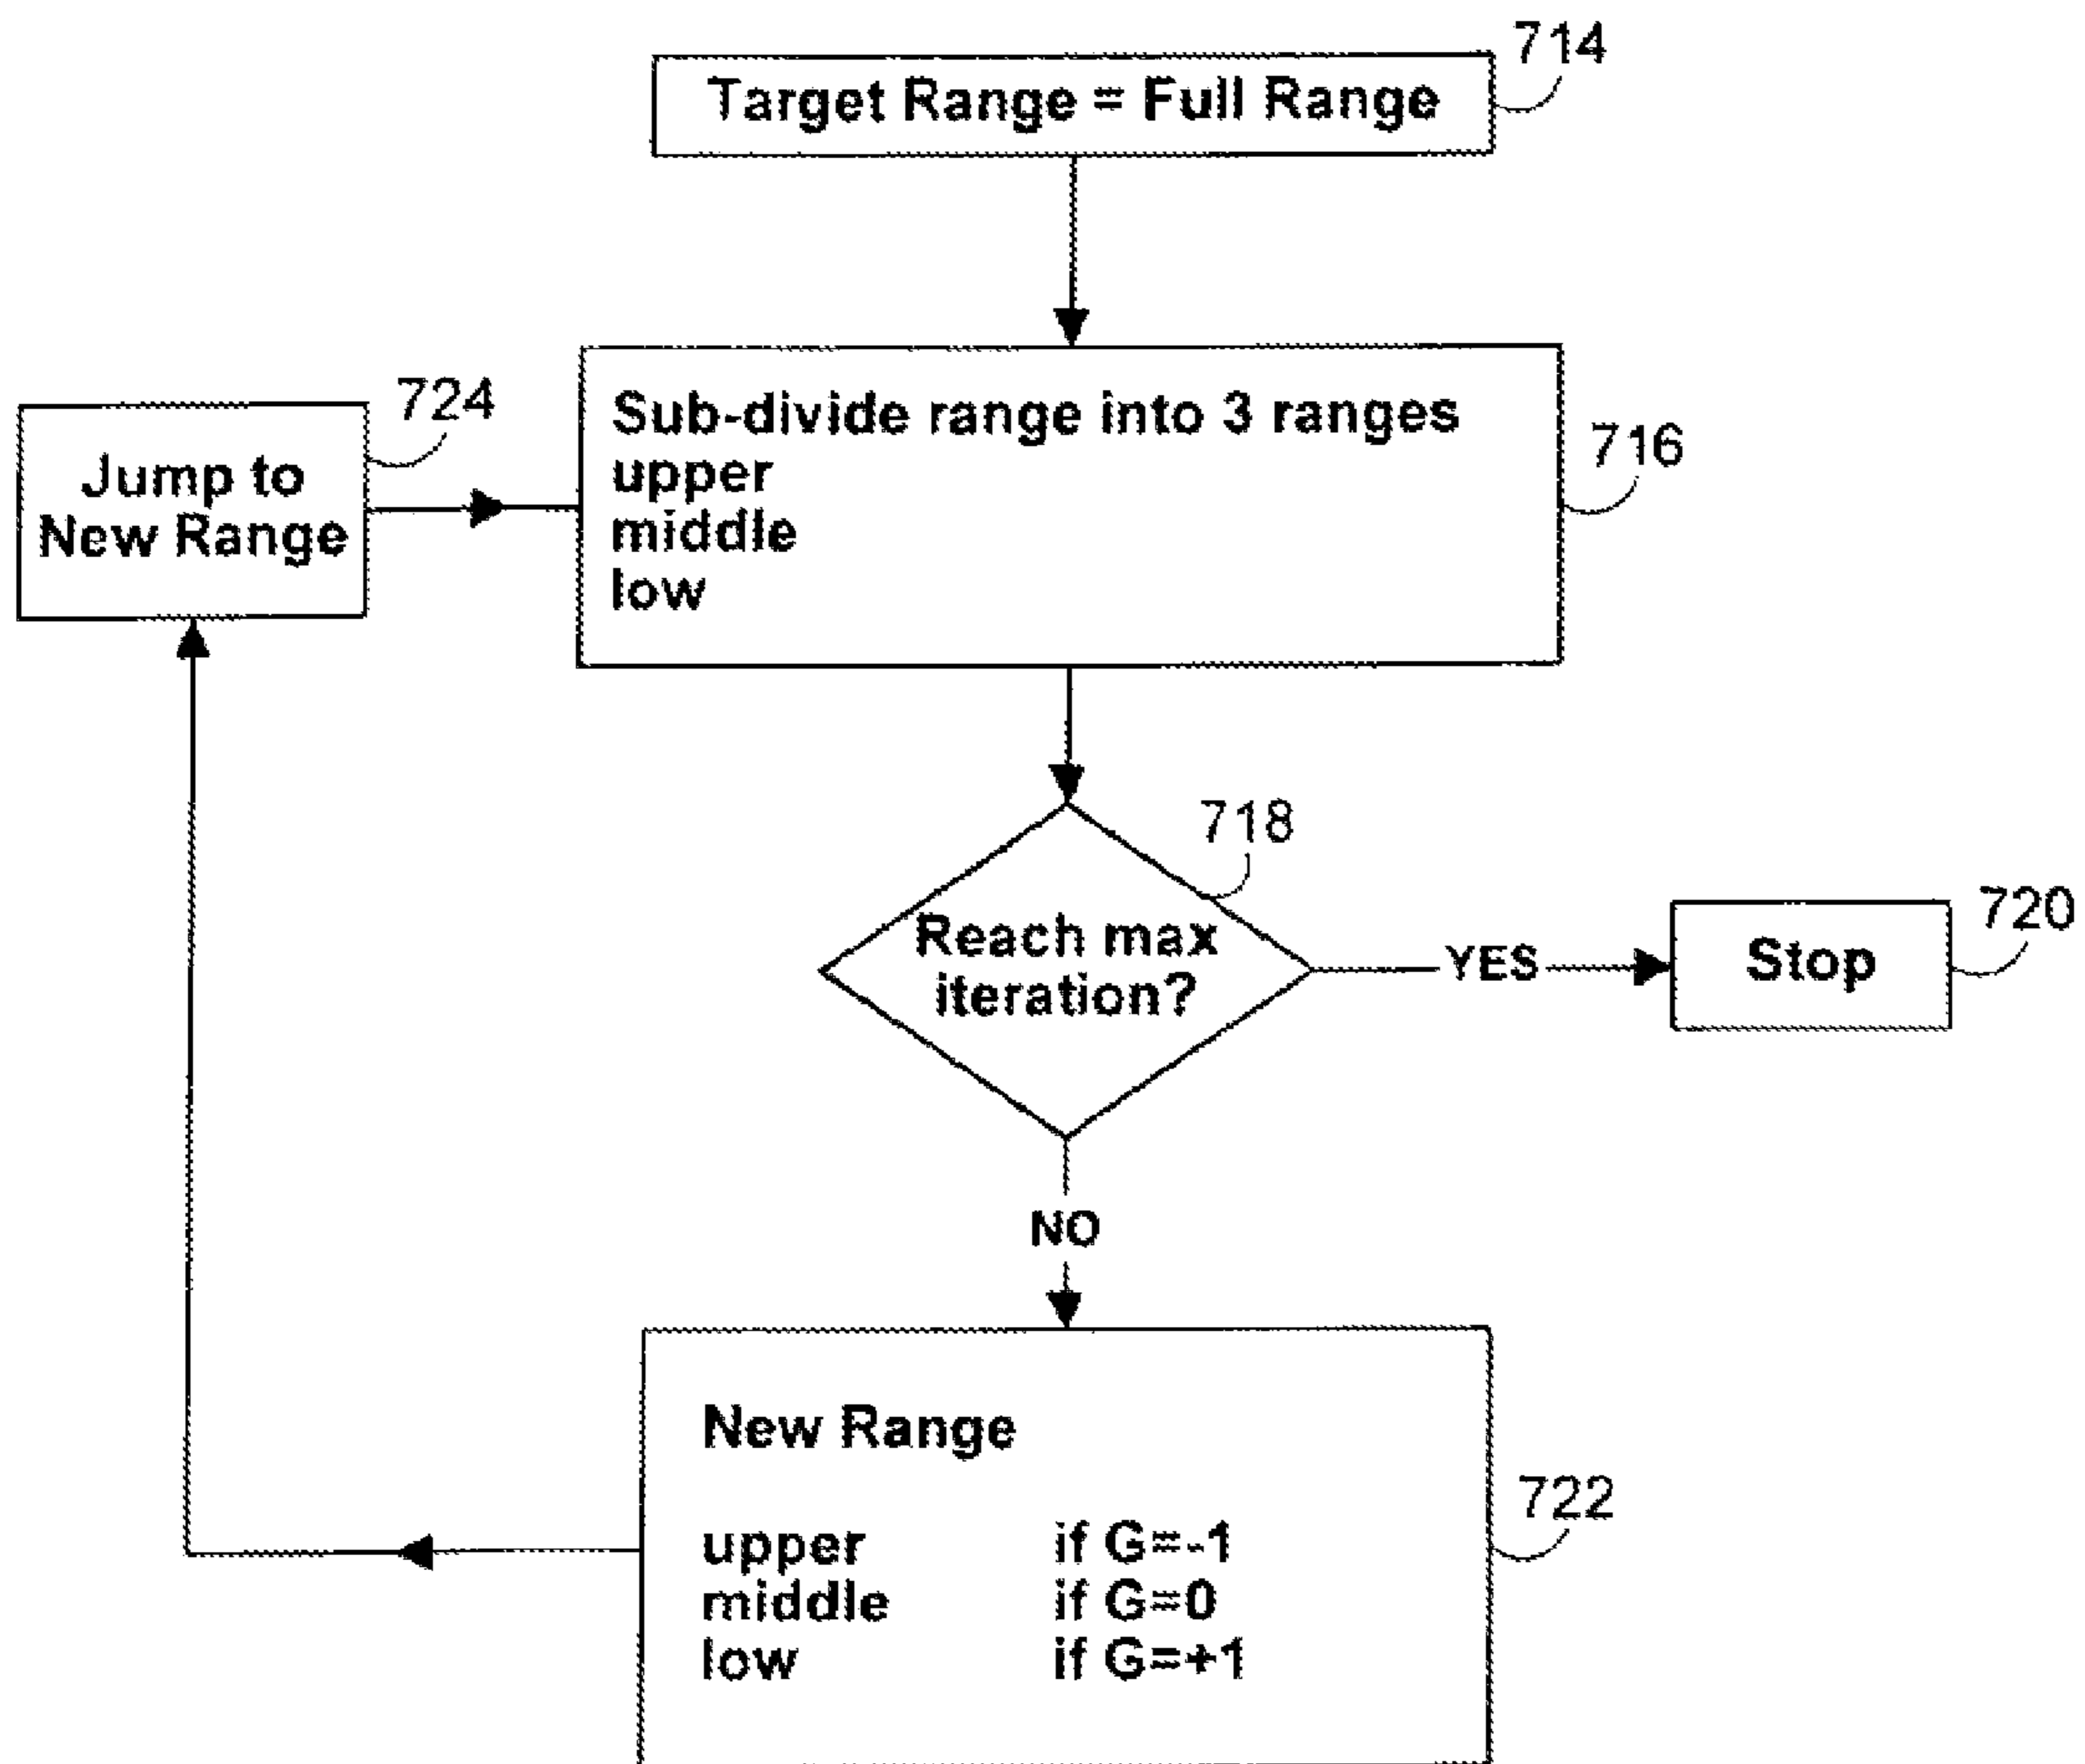 714
Target Range = Full Range
724
Jump to
New Range
Sub-divide range into 3 ranges
upper
middle
low
716
718
Reach max
iteration?
YES
Stop
720
NO
New Range
upper if G=-1
middle if G=0
low if G=+1
722